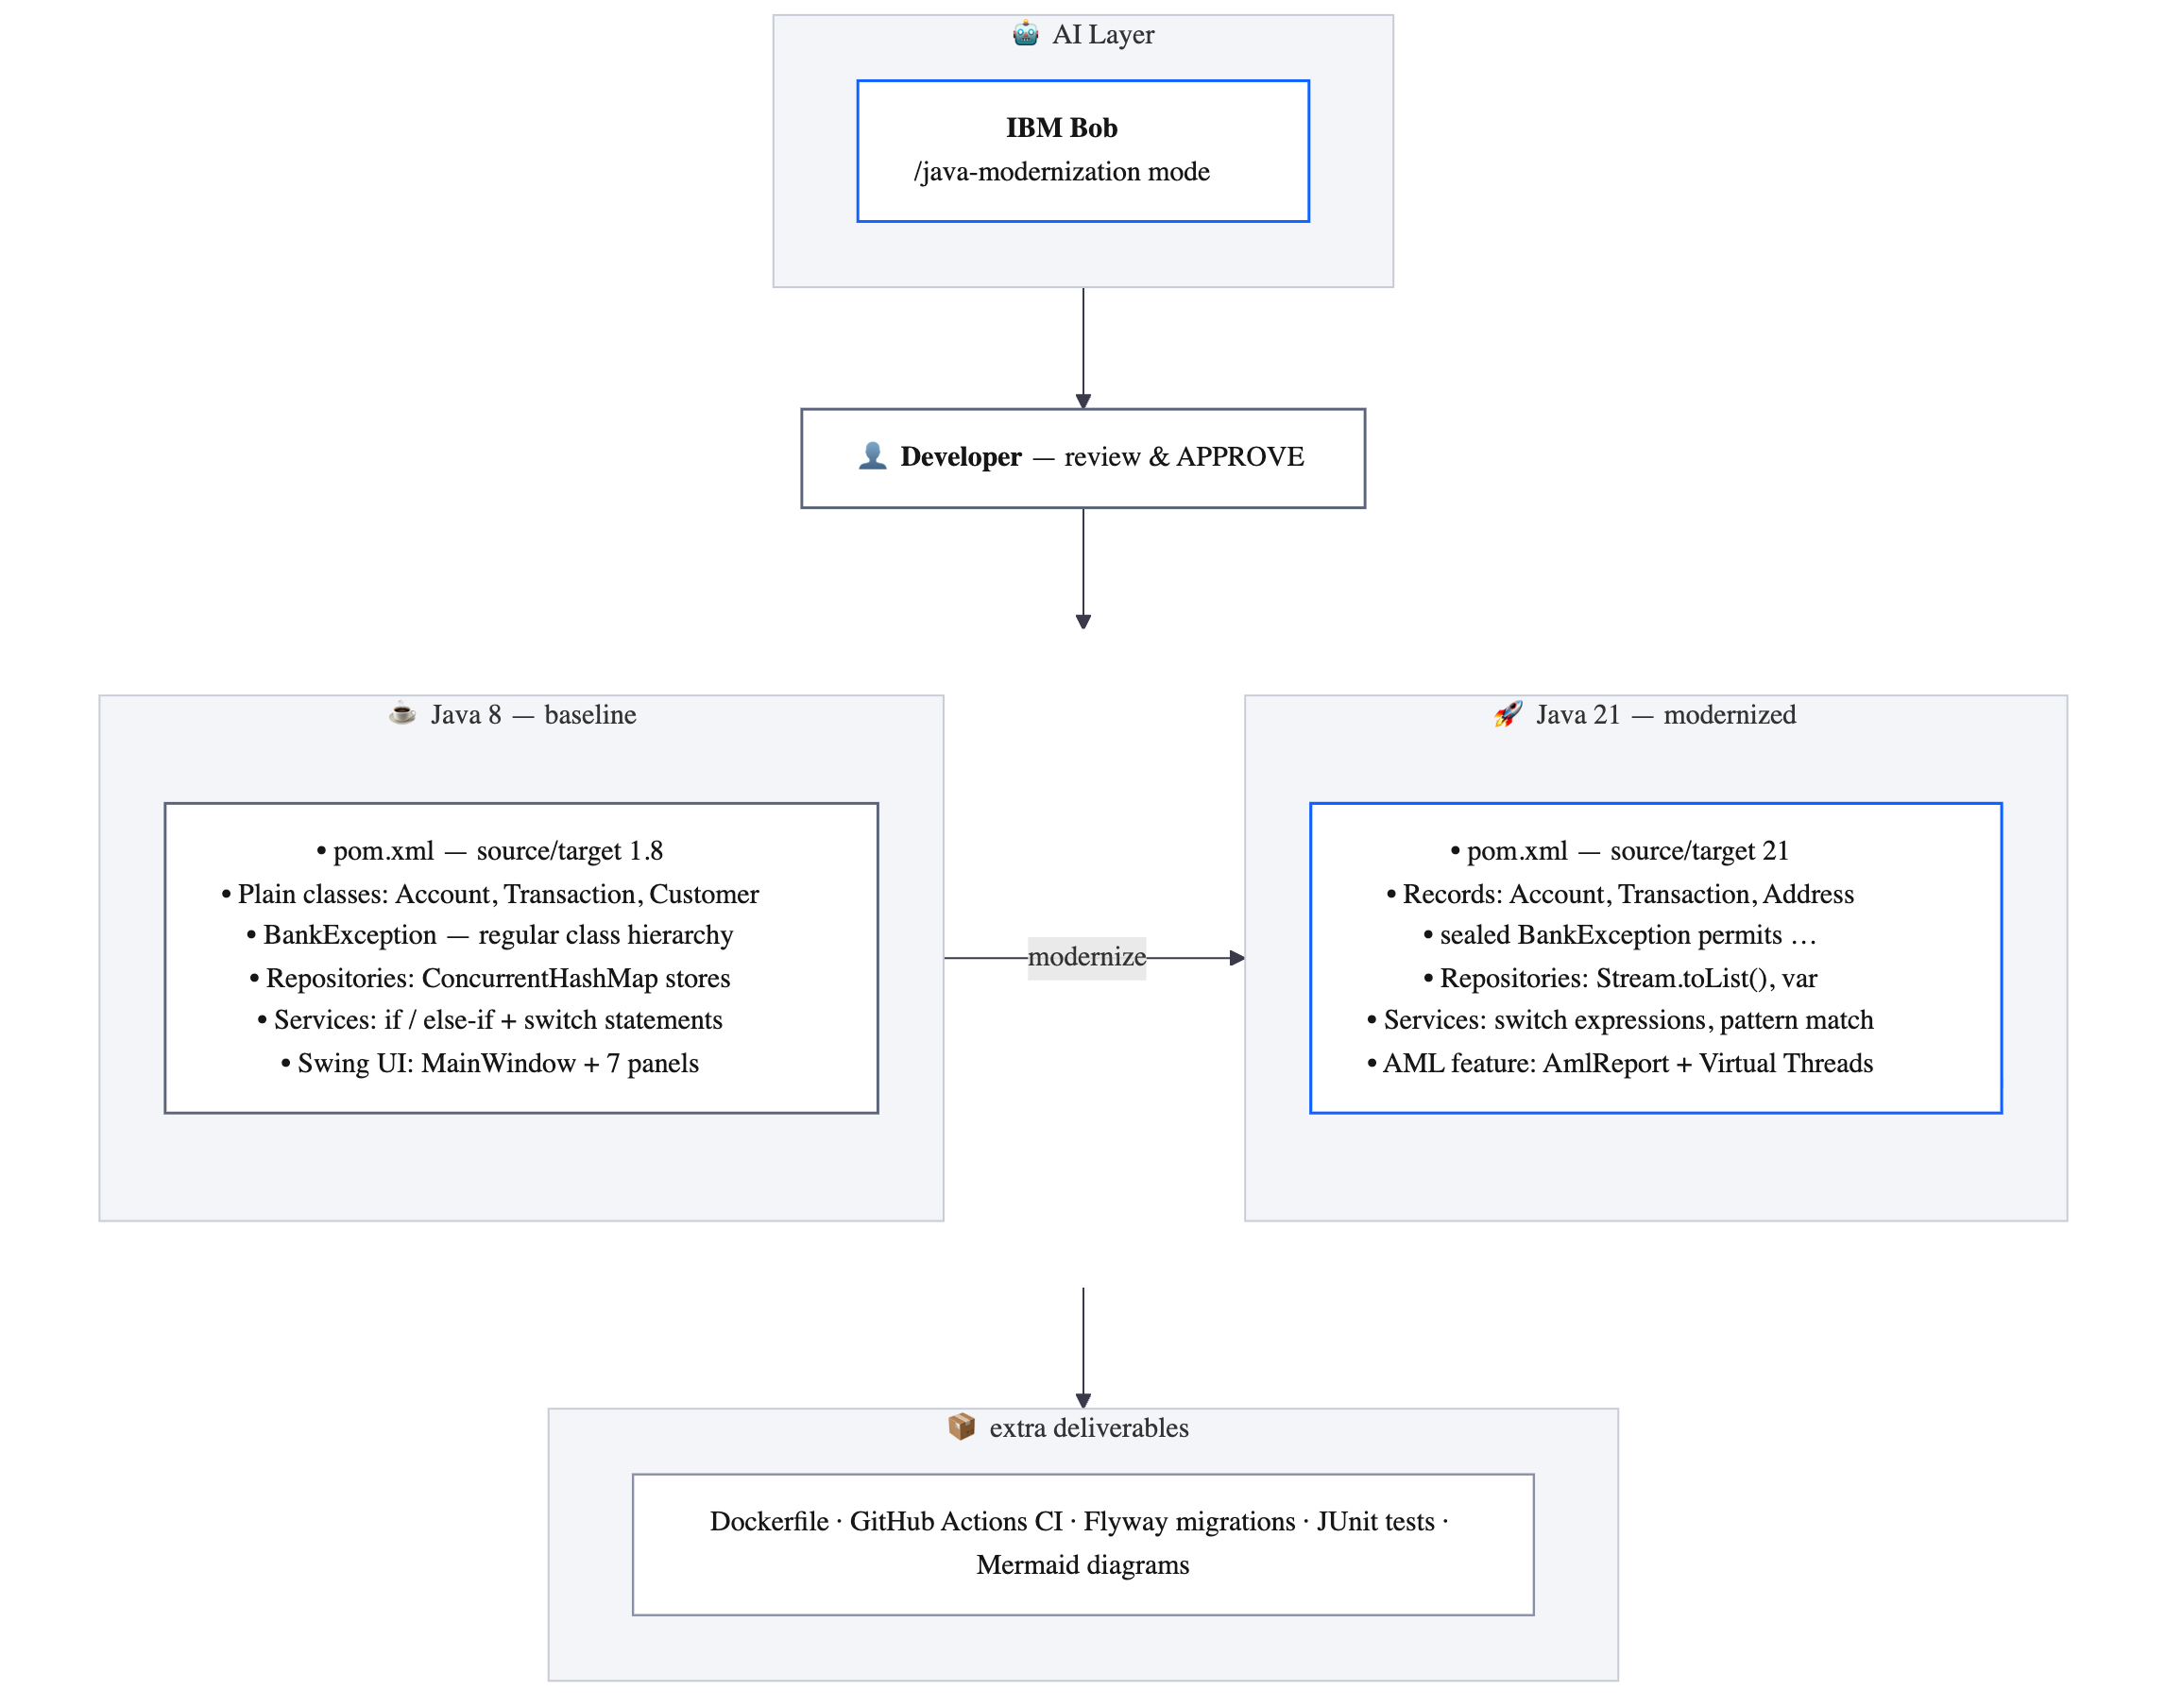 🤖 AI Layer
IBM Bob
/java-modernization mode
👤 Developer — review & APPROVE
☕ Java 8 — baseline
• pom.xml — source/target 1.8
• Plain classes: Account, Transaction, Customer
• BankException — regular class hierarchy
• Repositories: ConcurrentHashMap stores
• Services: if / else-if + switch statements
• Swing UI: MainWindow + 7 panels
modernize
🚀 Java 21 — modernized
• pom.xml — source/target 21
• Records: Account, Transaction, Address
• sealed BankException permits …
• Repositories: Stream.toList(), var
• Services: switch expressions, pattern match
• AML feature: AmlReport + Virtual Threads
📦 extra deliverables
Dockerfile · GitHub Actions CI · Flyway migrations · JUnit tests ·
Mermaid diagrams